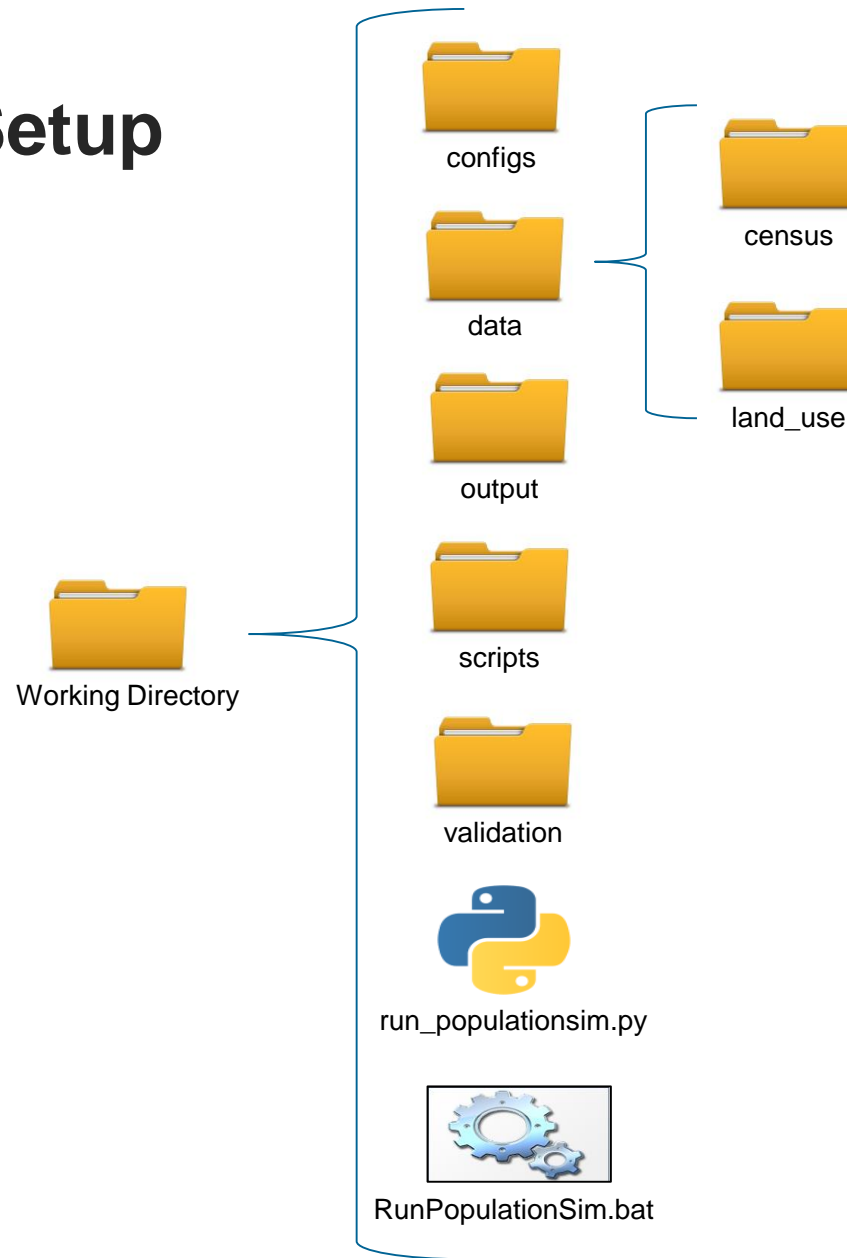 Setup
configs
census
data
land_use
output
scripts
Working Directory
validation
run_populationsim.py
RunPopulationSim.bat